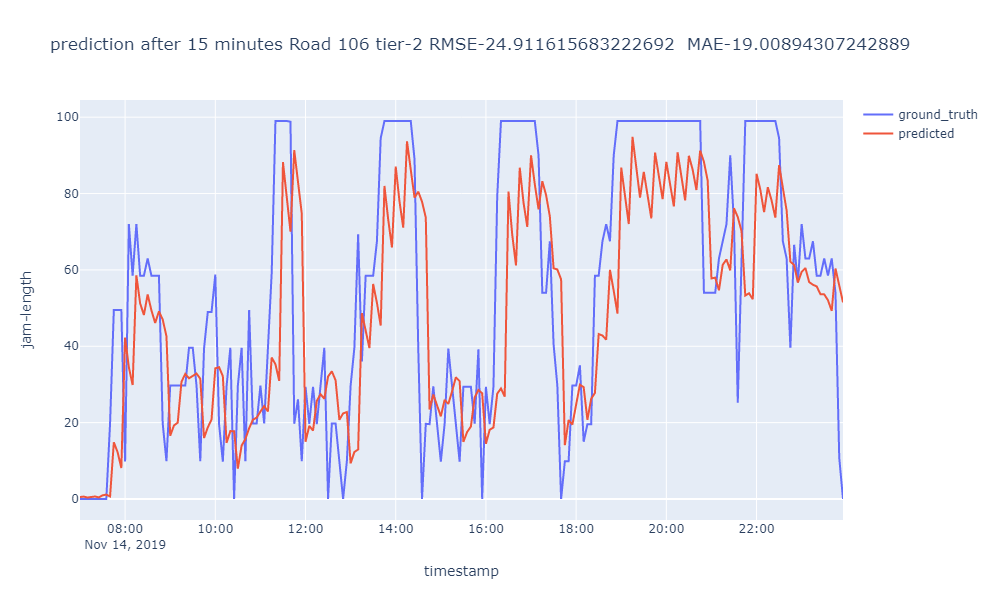 prediction after 15 minutes Road 106 tier-2 RMSE-24.911615683222692  MAE-19.00894307242889
ground_truth
predicted
100
80
60
40
20
0
jam-length
08:00 10:00 12:00 14:00 16:00 18:00 20:00 22:00
Nov 14, 2019
timestamp